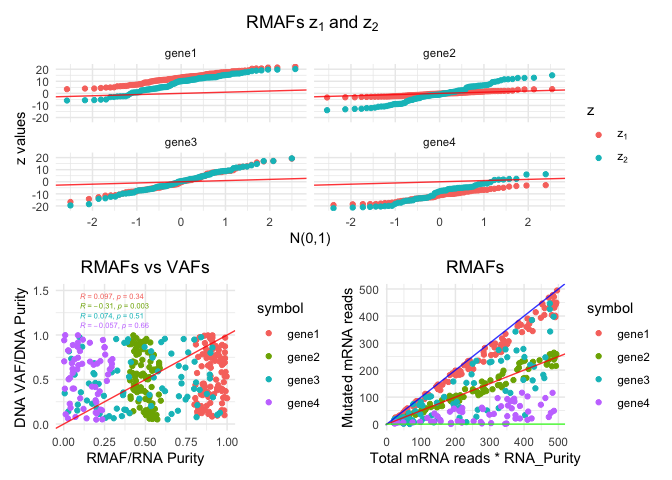 RMAFs z₁ and z₂
gene1
gene2
20
10
0
-10
-20
gene3
gene4
20
10
0
-10
-20
z values
-2
-1
0
1
2
-2
-1
0
1
2
N(0,1)
z
z₁
z₂
RMAFs vs VAFs
1.5
1.0
0.5
0.0
DNA VAF/DNA Purity
R = 0.097, p = 0.34
R = −0.31, p = 0.003
R = 0.074, p = 0.51
R = −0.057, p = 0.66
0.00
0.25
0.50
0.75
1.00
RMAF/RNA Purity
symbol
gene1
gene2
gene3
gene4
RMAFs
500
400
300
200
100
0
Mutated mRNA reads
0
100
200
300
400
500
Total mRNA reads * RNA_Purity
symbol
gene1
gene2
gene3
gene4